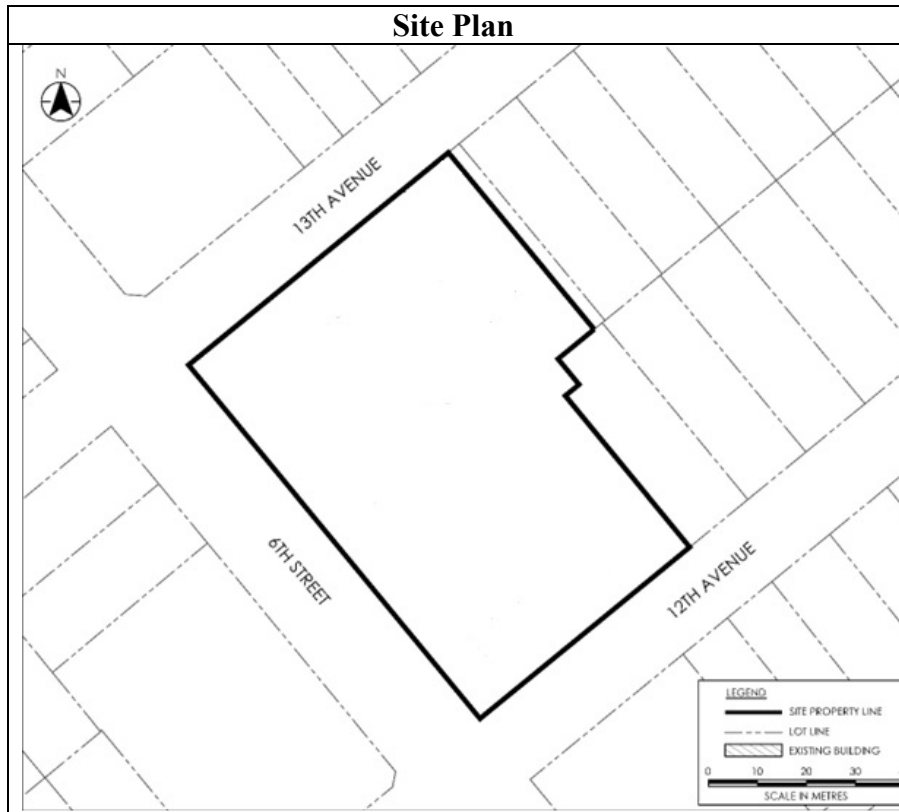 Site Plan
N
13TH AVENUE
6TH STREET
12TH AVENUE
LEGEND
SITE PROPERTY LINE
LOT LINE
EXISTING BUILDING
0 10 20 30
SCALE IN METRES